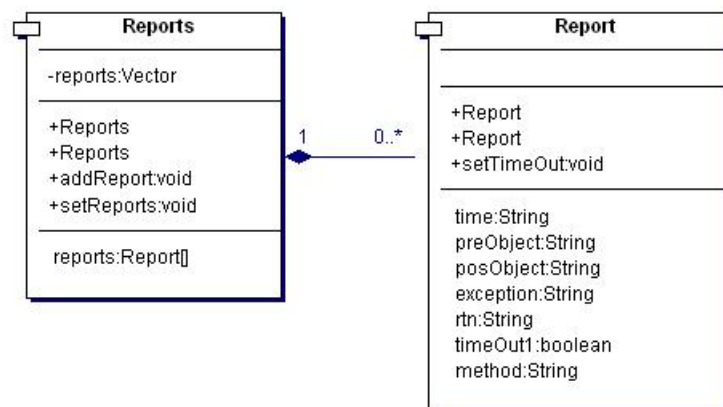 Reports
-reports:Vector
+Reports
+Reports
+addReport:void
+setReports:void
reports:Report[]
1
0..*
Report
+Report
+Report
+setTimeOut:void
time:String
preObject:String
posObject:String
exception:String
rtn:String
timeOut1:boolean
method:String